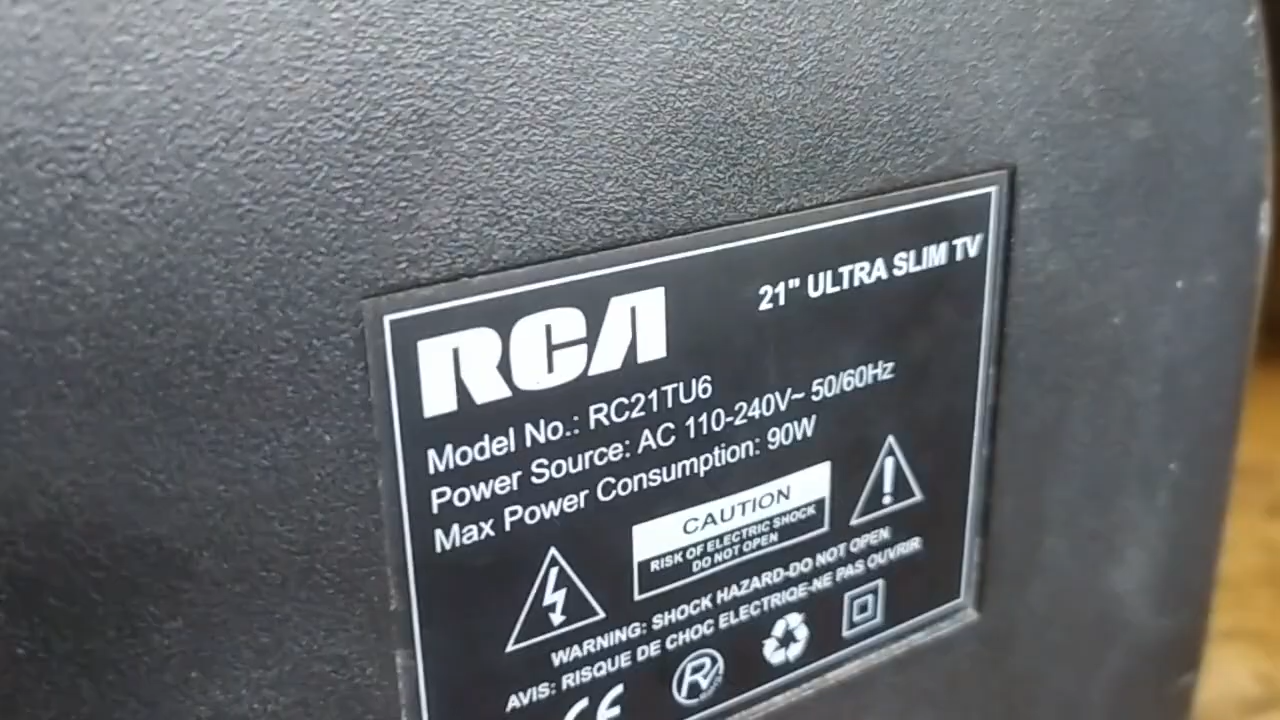 RCA
21" ULTRA SLIM TV
Model No.: RC21TU6
Power Source: AC 110-240V~ 50/60Hz
Max Power Consumption: 90W
CAUTION
RISK OF ELECTRIC SHOCK
DO NOT OPEN
WARNING: SHOCK HAZARD-DO NOT OPEN
AVIS: RISQUE DE CHOC ELECTRIQE-NE PAS OUVRIR
CE
R